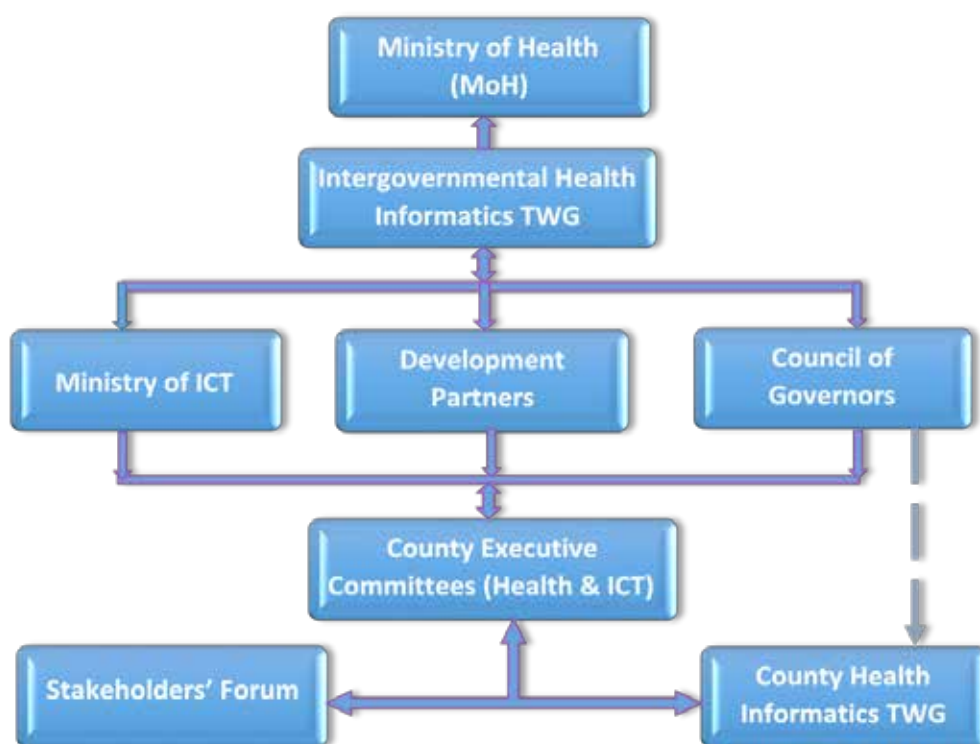 Ministry of Health
(MoH)
Intergovernmental Health
Informatics TWG
Ministry of ICT
Development
Partners
Council of
Governors
County Executive
Committees (Health & ICT)
Stakeholders’ Forum
County Health
Informatics TWG